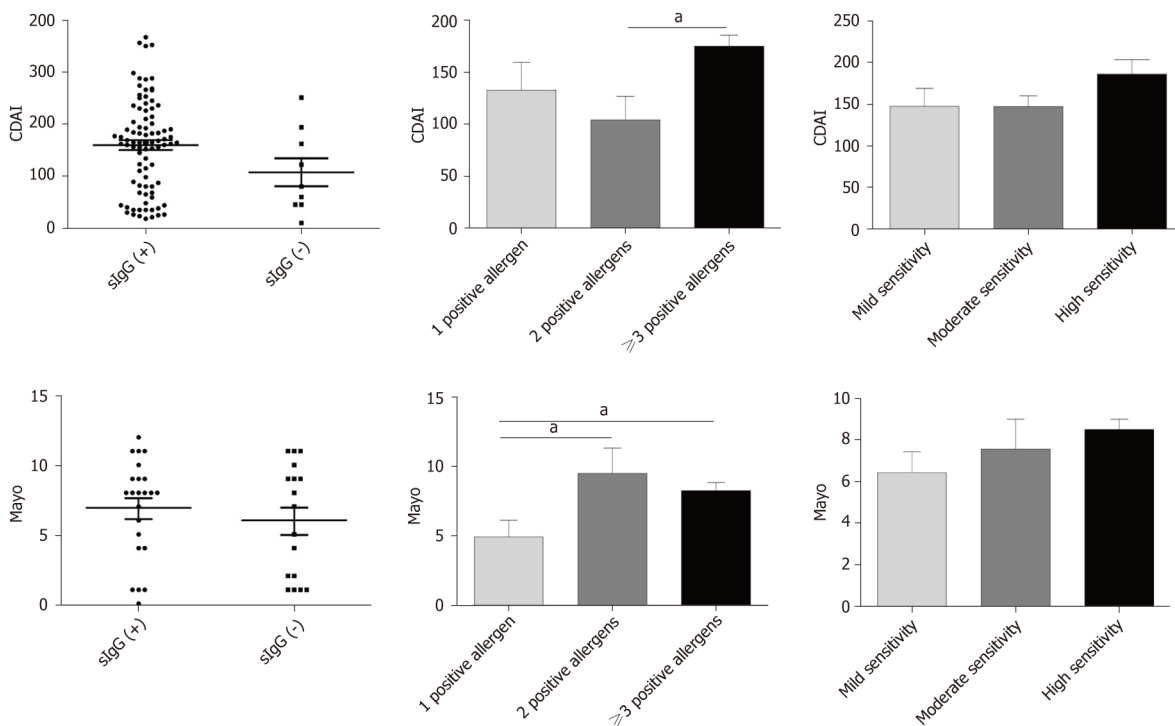 CDAI
200
300
200
100
0
sIgG (+)
sIgG (-)
CDAI
200
150
100
50
0
a
1 positive allergen
2 positive allergens
⩾3 positive allergens
CDAI
250
200
150
100
50
0
Mild sensitivity
Moderate sensitivity
High sensitivity
Mayo
15
10
5
0
sIgG (+)
sIgG (-)
Mayo
15
10
5
0
a
a
1 positive allergen
2 positive allergens
⩾3 positive allergens
Mayo
10
8
6
4
2
0
Mild sensitivity
Moderate sensitivity
High sensitivity